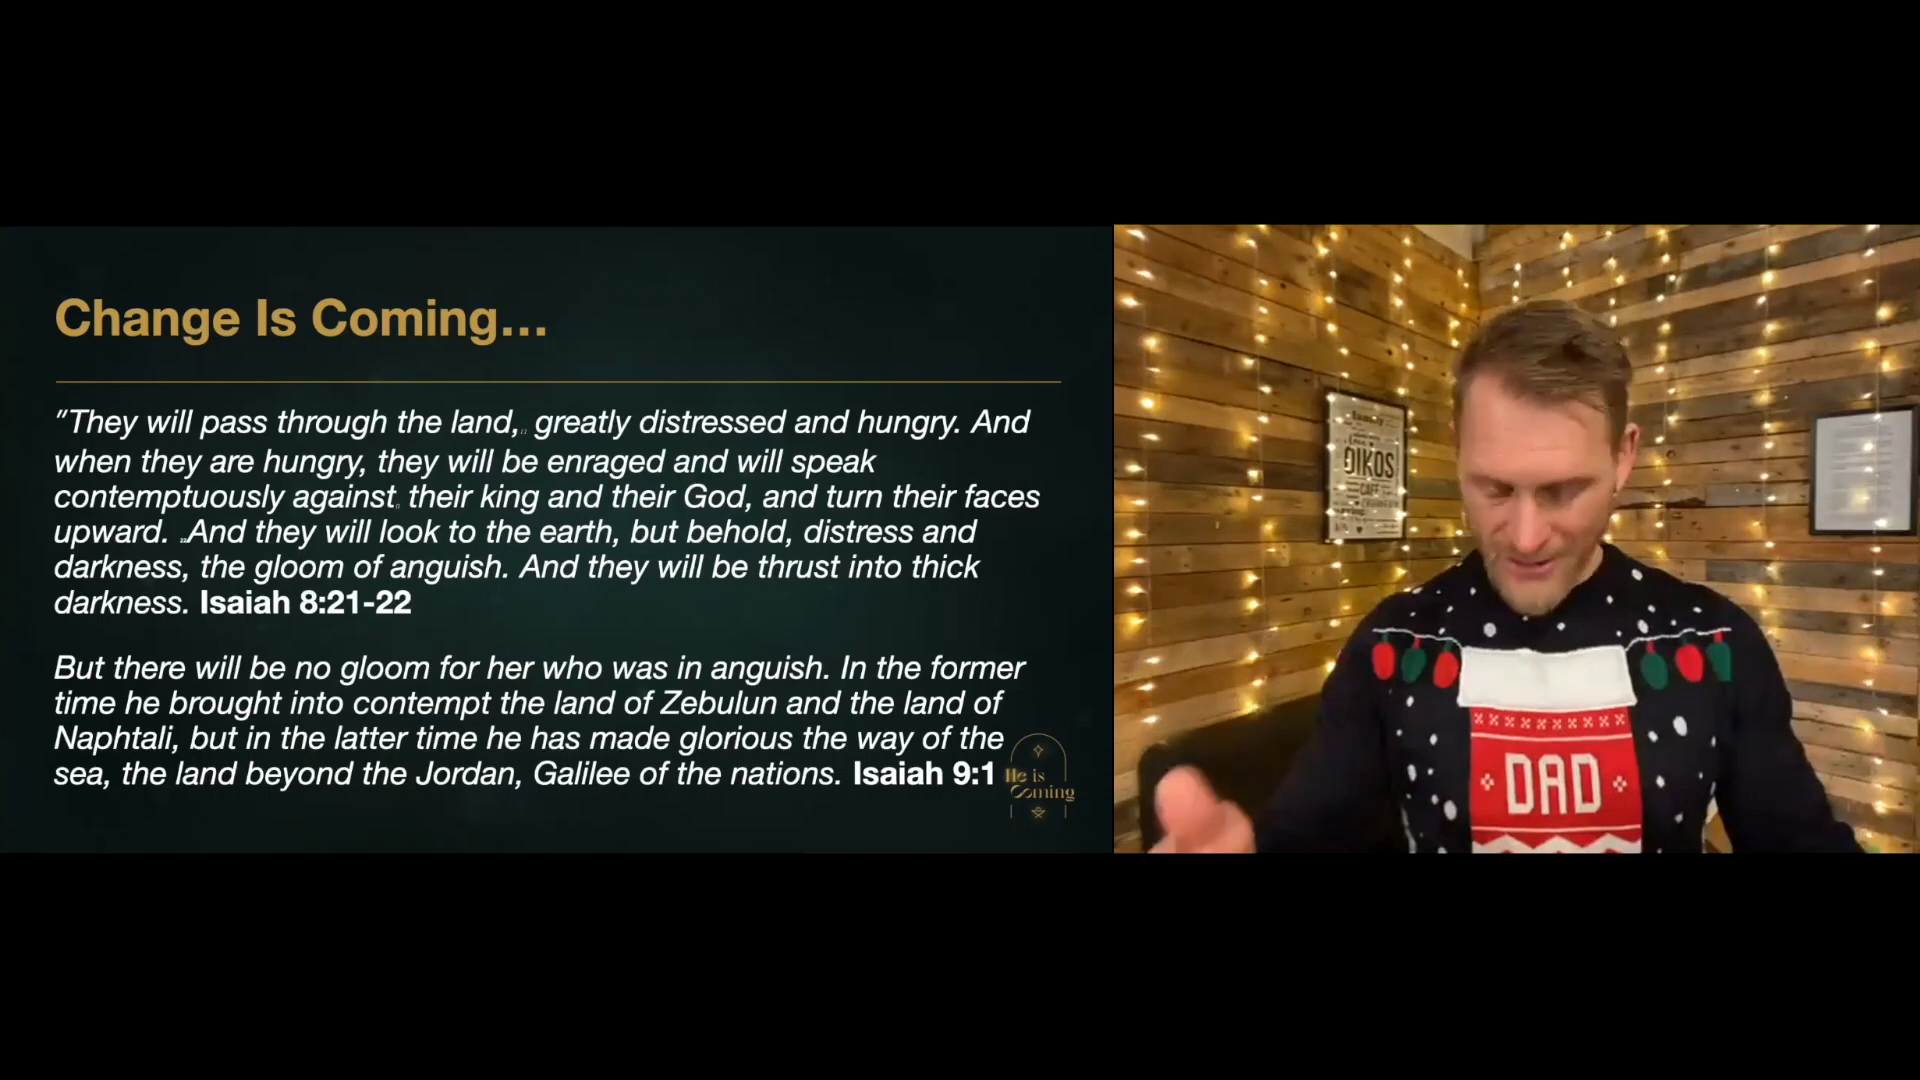 Change Is Coming...
"They will pass through the land, greatly distressed and hungry. And
when they are hungry, they will be enraged and will speak
contemptuously against their king and their God, and turn their faces
upward. And they will look to the earth, but behold, distress and
darkness, the gloom of anguish. And they will be thrust into thick
darkness. Isaiah 8:21-22
But there will be no gloom for her who was in anguish. In the former
time he brought into contempt the land of Zebulun and the land of
Naphtali, but in the latter time he has made glorious the way of the
sea, the land beyond the Jordan, Galilee of the nations. Isaiah 9:1
He is
Coming
OIKOS
CAFE
DAD